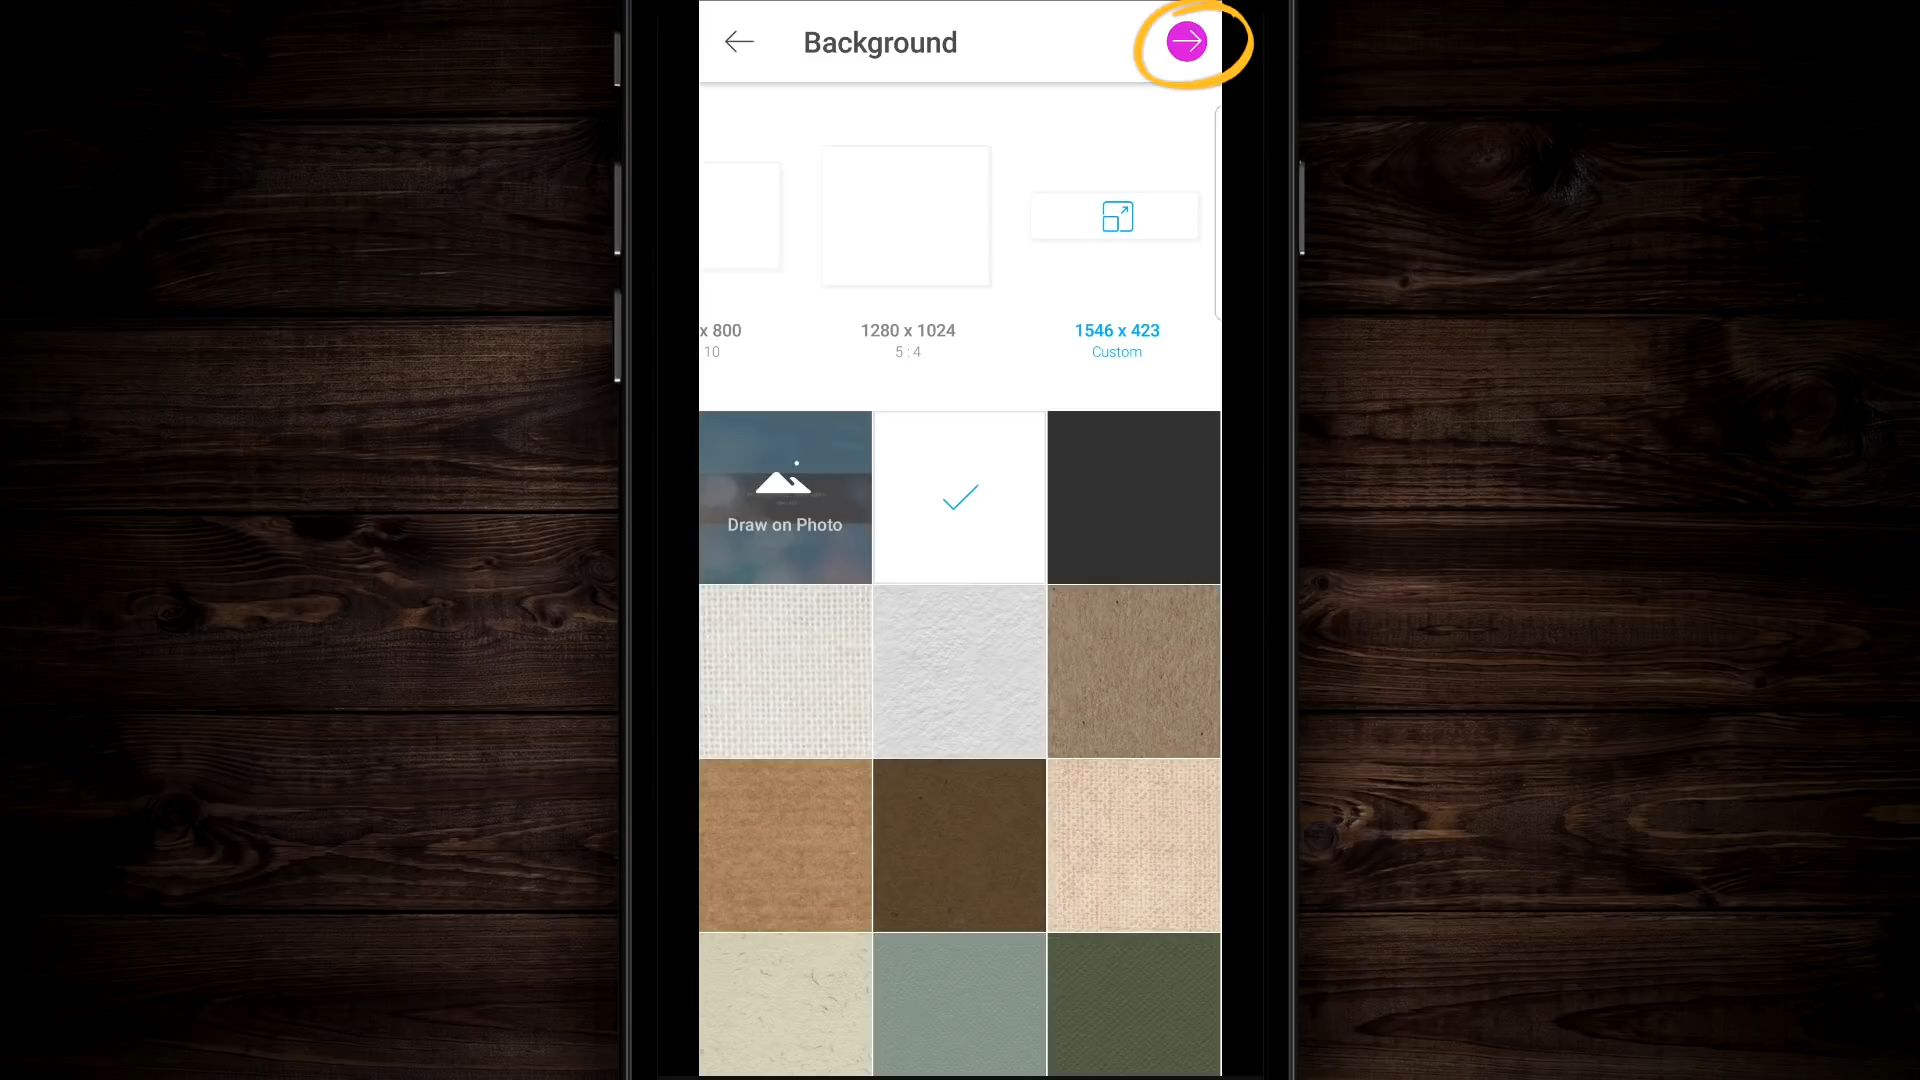 Background
x 800
10
1280 x 1024
5 : 4
1546 x 423
Custom
Draw on Photo